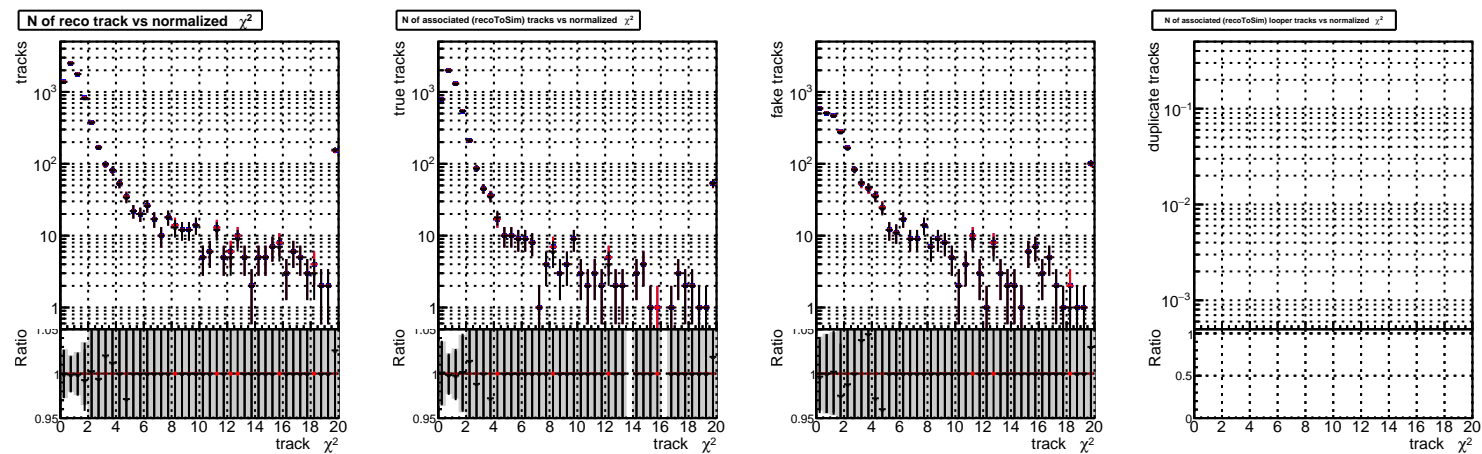 N of reco track vs normalized χ²
tracks
10³
10²
10
1
Ratio
1.05
1
0.95
0 2 4 6 8 10 12 14 16 18 20
track χ²
N of associated (recoToSim) tracks vs normalized χ²
true tracks
10³
10²
10
1
Ratio
1.05
1
0.95
0 2 4 6 8 10 12 14 16 18 20
track χ²
fake tracks
10³
10²
10
1
Ratio
1.05
1
0.95
0 2 4 6 8 10 12 14 16 18 20
track χ²
N of associated (recoToSim) looper tracks vs normalized χ²
duplicate tracks
10⁻¹
10⁻²
10⁻³
Ratio
1
0.5
0
0 2 4 6 8 10 12 14 16 18 20
track χ²